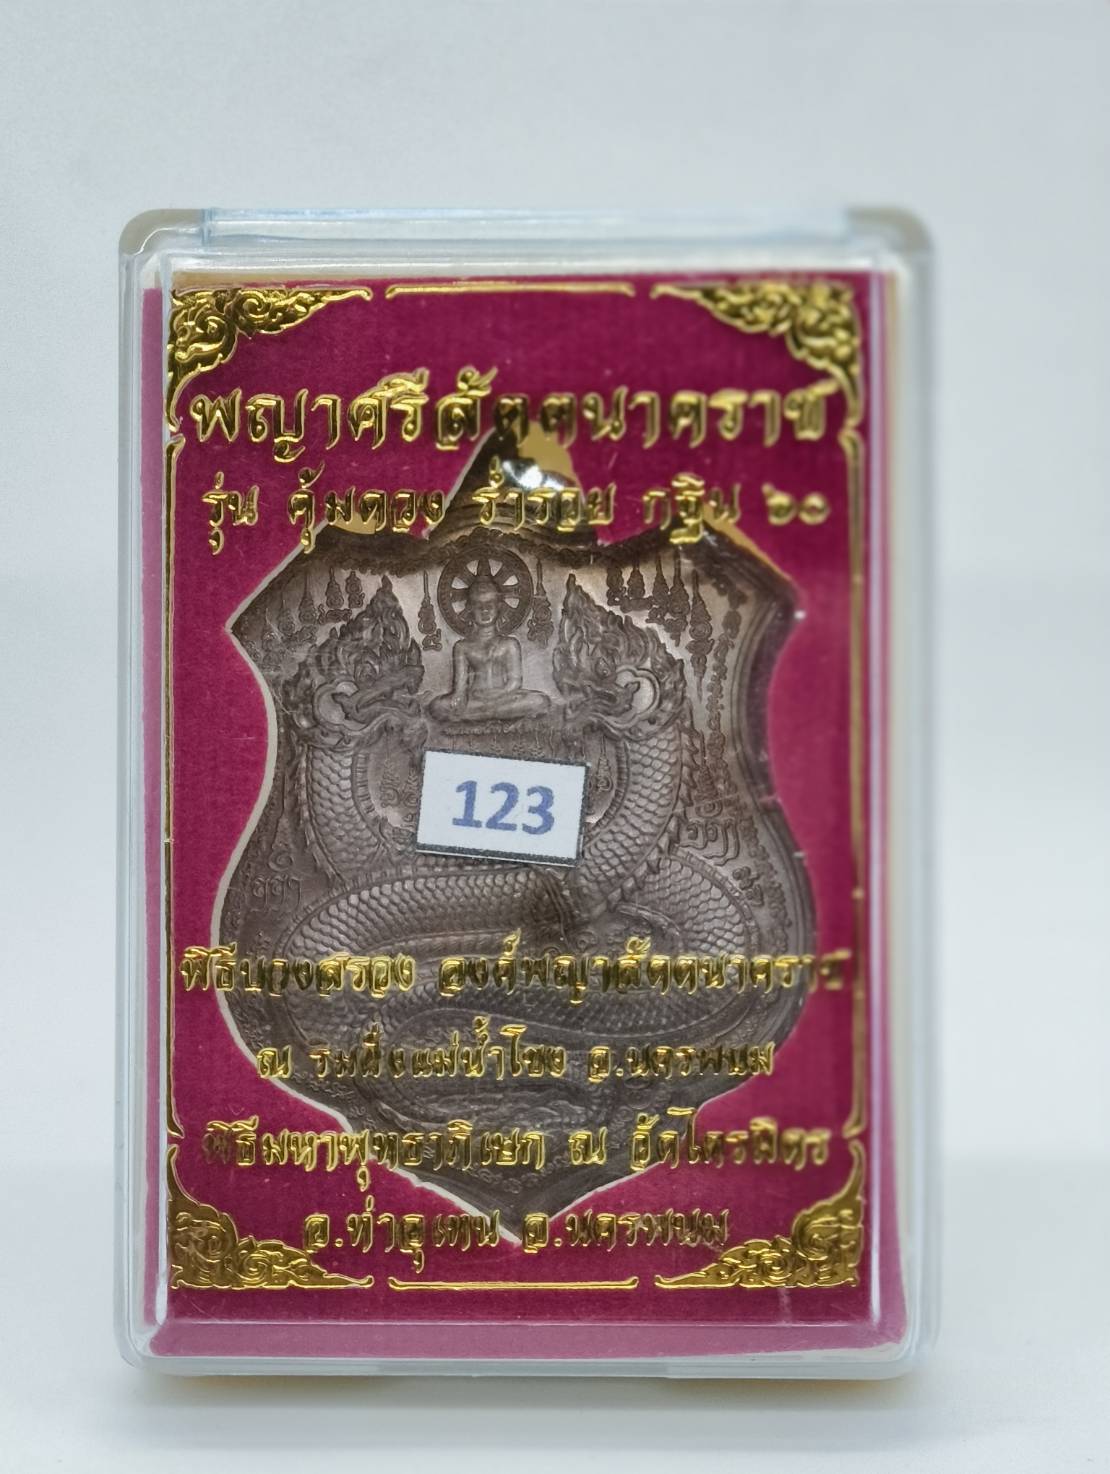 พญาศรีสัตตนาคราช
รุ่น คุ้มดวง ร่ำรวย กฐิน ๖๐
123
พิธีบวงสรวง องค์พญาสัตตนาคราช
ณ ริมฝั่งแม่น้ำโขง จ.นครพนม
พิธีมหาพุทธาภิเษก ณ วัดไตรมิตร
อ.ท่าอุเทน จ.นครพนม